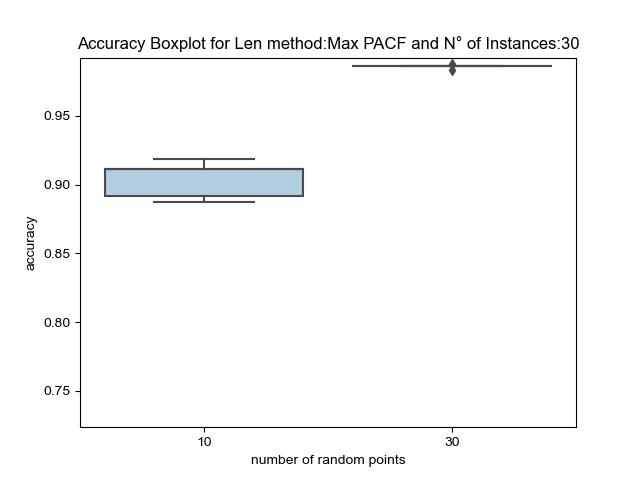 Accuracy Boxplot for Len method:Max PACF and N° of Instances:30
0.95
0.90
0.85
0.80
0.75
accuracy
10 30
number of random points